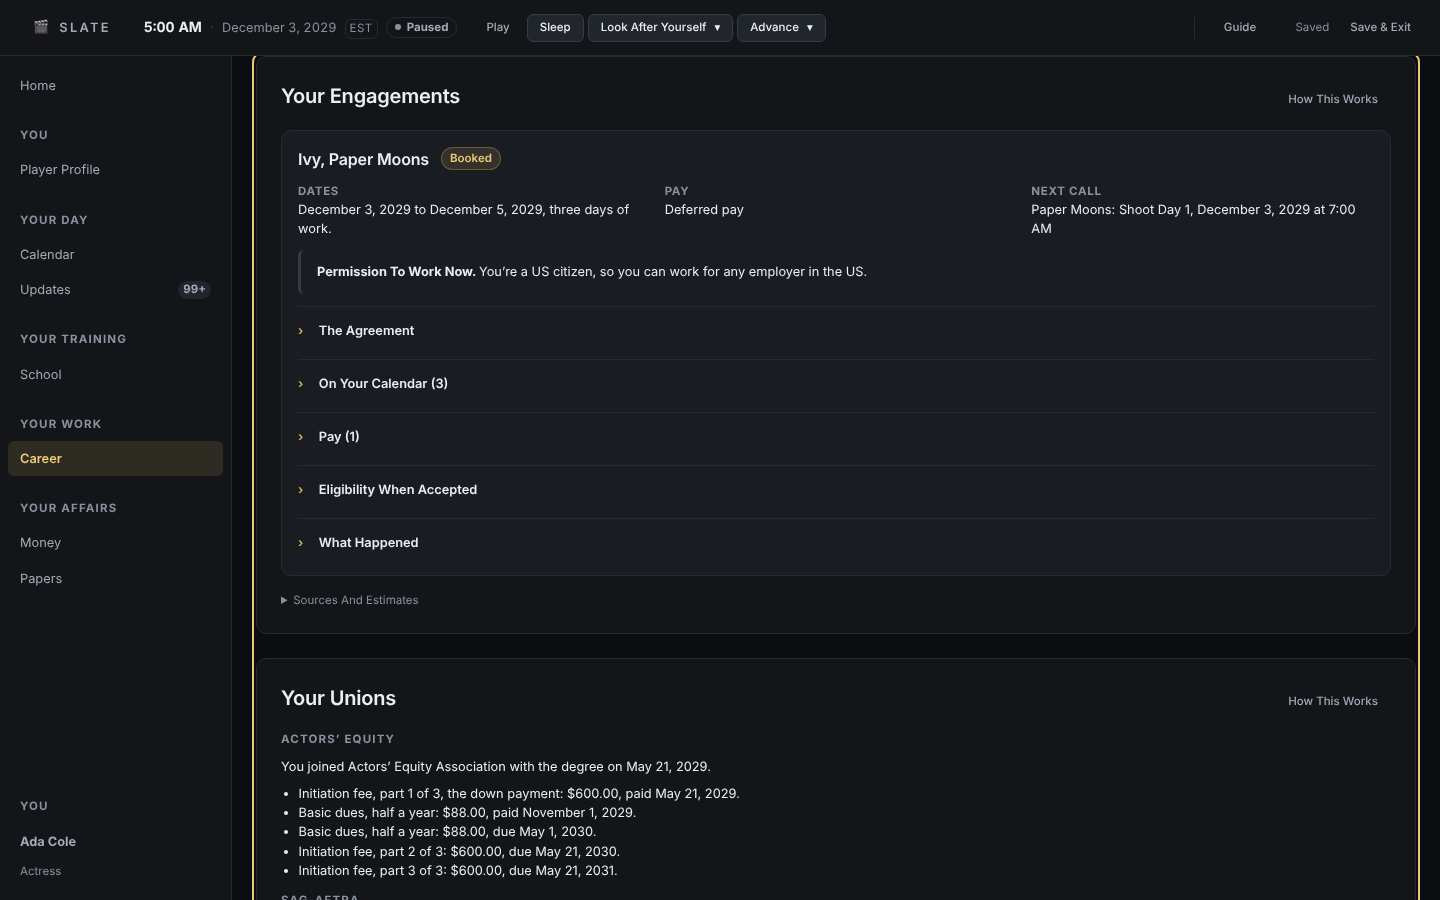 SLATE
5:00 AM · December 3, 2029 EST Paused Play Sleep Look After Yourself ▾ Advance ▾ Guide Saved Save & Exit
Home
YOU
Player Profile
YOUR DAY
Calendar
Updates 99+
YOUR TRAINING
School
YOUR WORK
Career
YOUR AFFAIRS
Money
Papers
YOU
Ada Cole
Actress
Your Engagements
How This Works
Ivy, Paper Moons Booked
DATES
December 3, 2029 to December 5, 2029, three days of
work.
PAY
Deferred pay
NEXT CALL
Paper Moons: Shoot Day 1, December 3, 2029 at 7:00
AM
Permission To Work Now. You’re a US citizen, so you can work for any employer in the US.
› The Agreement
› On Your Calendar (3)
› Pay (1)
› Eligibility When Accepted
› What Happened
▶ Sources And Estimates
Your Unions
How This Works
ACTORS’ EQUITY
You joined Actors’ Equity Association with the degree on May 21, 2029.
• Initiation fee, part 1 of 3, the down payment: $600.00, paid May 21, 2029.
• Basic dues, half a year: $88.00, paid November 1, 2029.
• Basic dues, half a year: $88.00, due May 1, 2030.
• Initiation fee, part 2 of 3: $600.00, due May 21, 2030.
• Initiation fee, part 3 of 3: $600.00, due May 21, 2031.
SAG-AFTRA